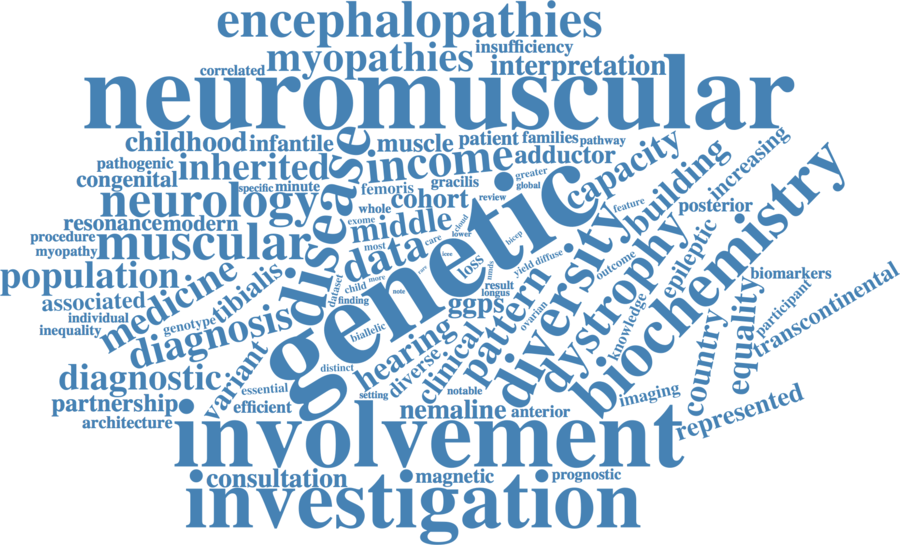 encephalopathies
myopathies
insufficiency
correlated
interpretation
neuromuscular
childhood
infantile
disease
muscle
patient
families
pathway
pathogenic
inherited
income
adductor
capacity
building
increasing
congenital
specific
minute
femoris
gracilis
greater
global
neurology
cohort
review
genetic
posterior
resonance
modern
whole
middle
cloud
feature
procedure
exome
lower
bicep
muscular
data
most
care
myopathy
diversity
epileptic
biochemistry
population
medicine
tibialis
dataset
child
more
rare
loss
yield
diffuse
outcome
biomarkers
associated
finding
note
result
longus
ggps
pattern
dystrophy
individual
genotype
biallelic
ovarian
knowledge
participant
transcontinental
inequality
diagnosis
hearing
clinical
country
equality
distinct
diverse
diagnostic
variant
essential
setting
notable
imaging
partnership
efficient
nemaline
anterior
represented
architecture
involvement
consultation
magnetic
prognostic
investigation